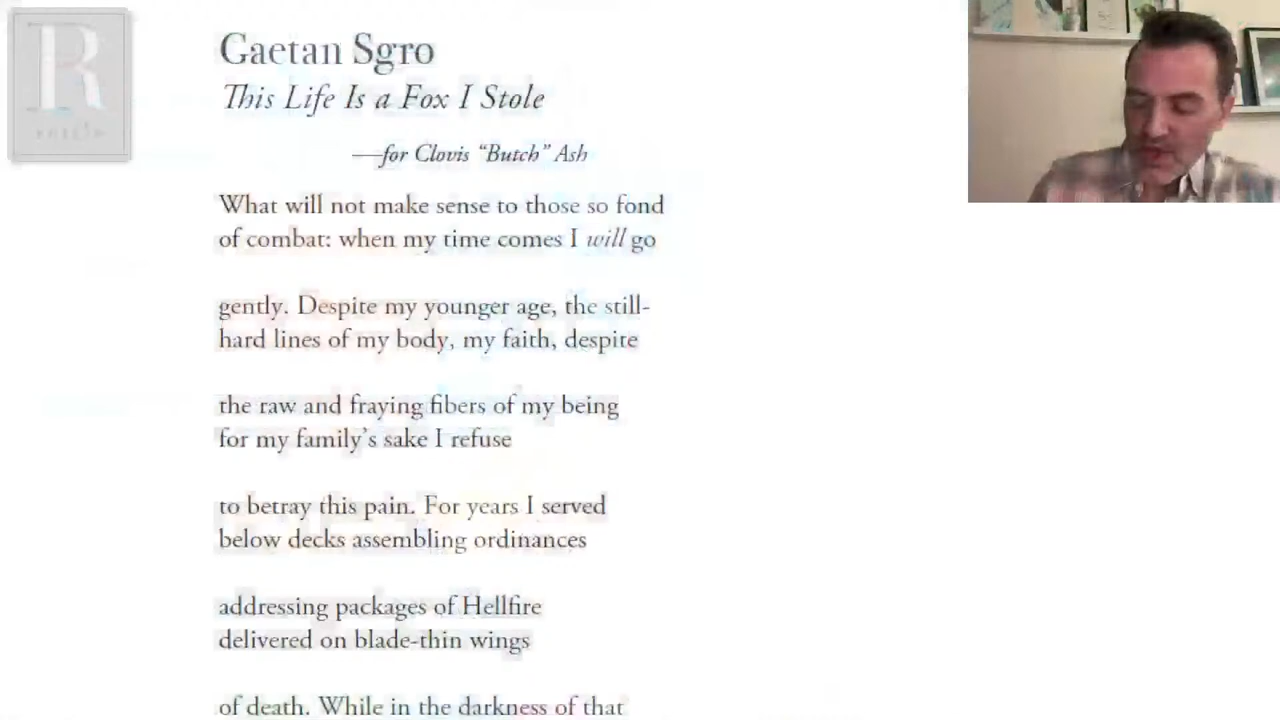 R
Gaetan Sgro
This Life Is a Fox I Stole
—for Clovis “Butch” Ash
What will not make sense to those so fond
of combat: when my time comes I will go
gently. Despite my younger age, the still-
hard lines of my body, my faith, despite
the raw and fraying fibers of my being
for my family’s sake I refuse
to betray this pain. For years I served
below decks assembling ordinances
addressing packages of Hellfire
delivered on blade-thin wings
of death. While in the darkness of that